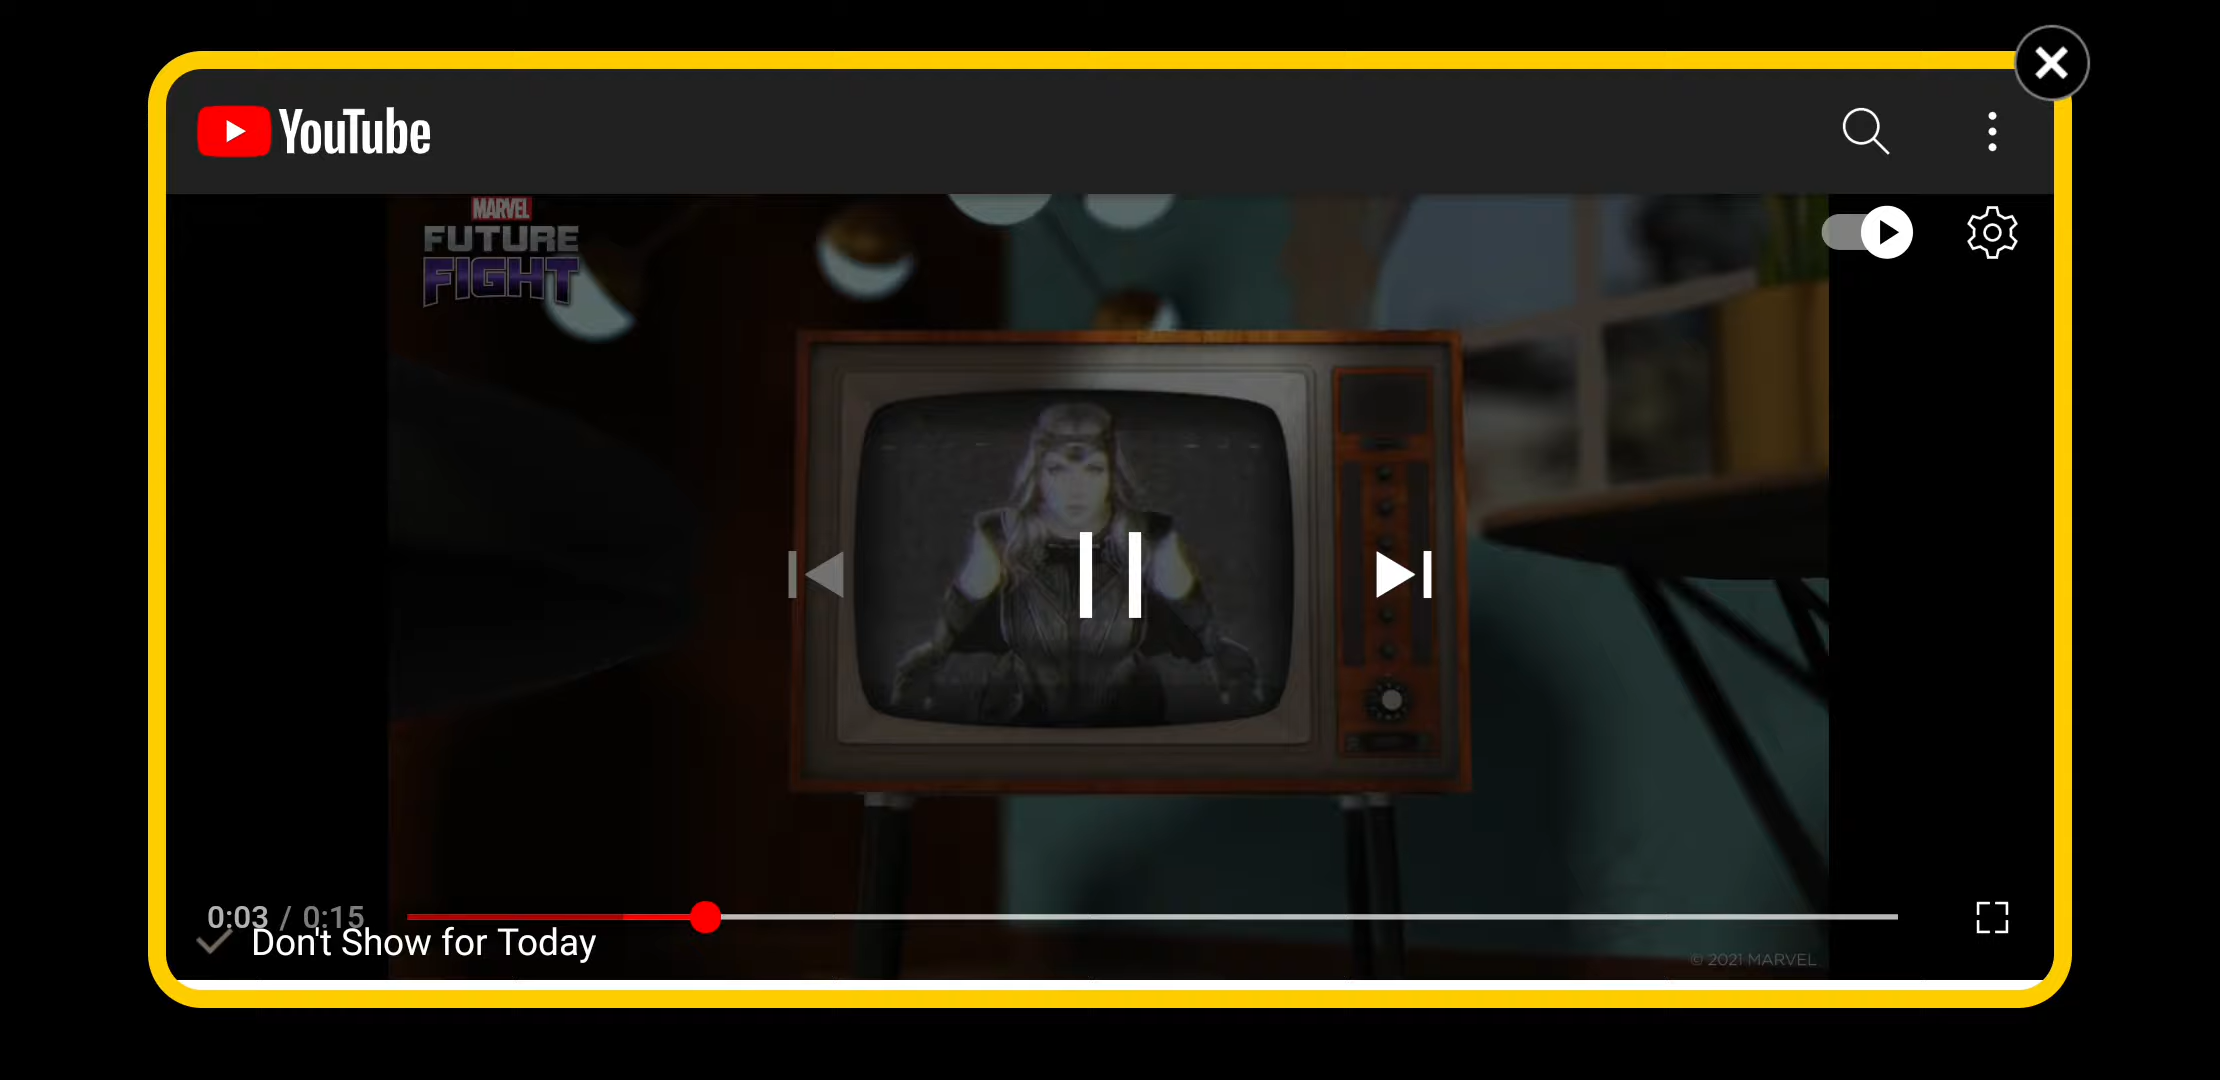 YouTube
MARVEL
FUTURE
FIGHT
0:03 / 0:15
Don't Show for Today
© 2021 MARVEL